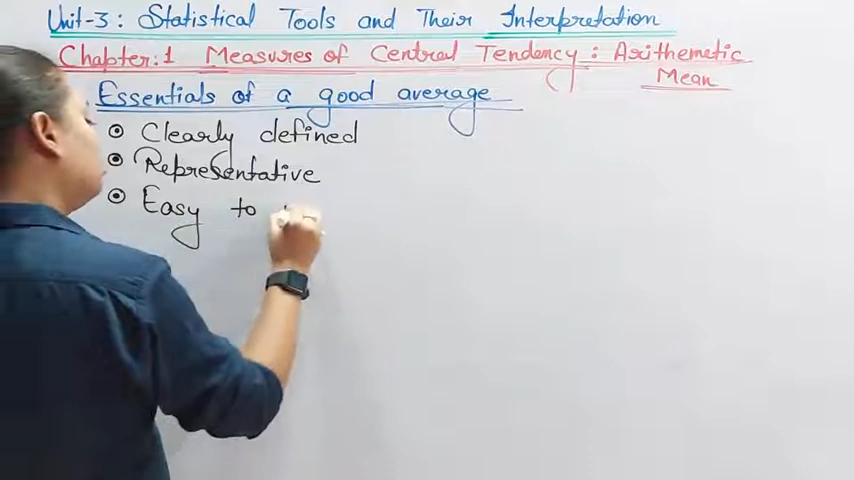 Unit-3: Statistical Tools and Their Interpretation
Chapter:1 Measures of Central Tendency: Arithemetic
Mean
Essentials of a good average
Clearly defined
Representative
Easy to